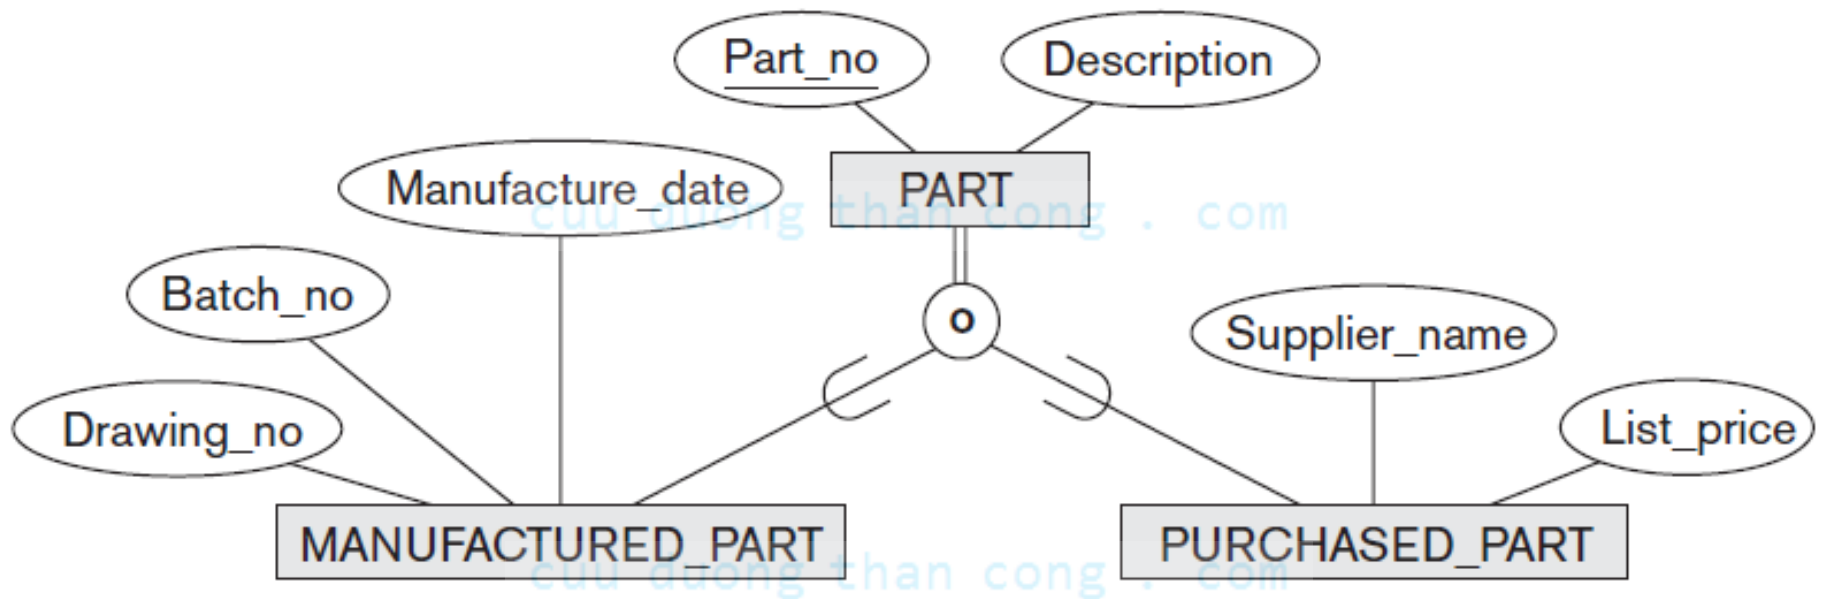 Part_no
Description
Manufacture_date
PART
cuu duong than cong . com
Batch_no
o
Supplier_name
Drawing_no
List_price
MANUFACTURED_PART
PURCHASED_PART
cuu duong than cong . com